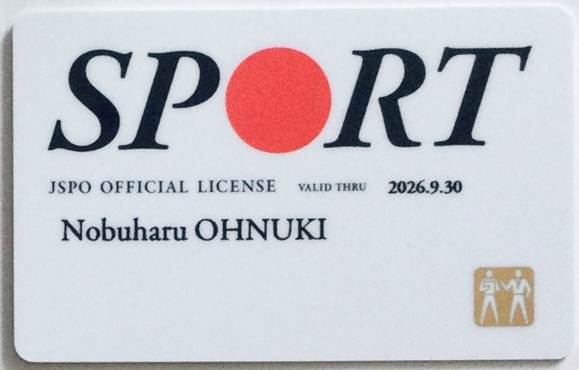 SPORT
JSPO OFFICIAL LICENSE VALID THRU 2026.9.30
Nobuharu OHNUKI